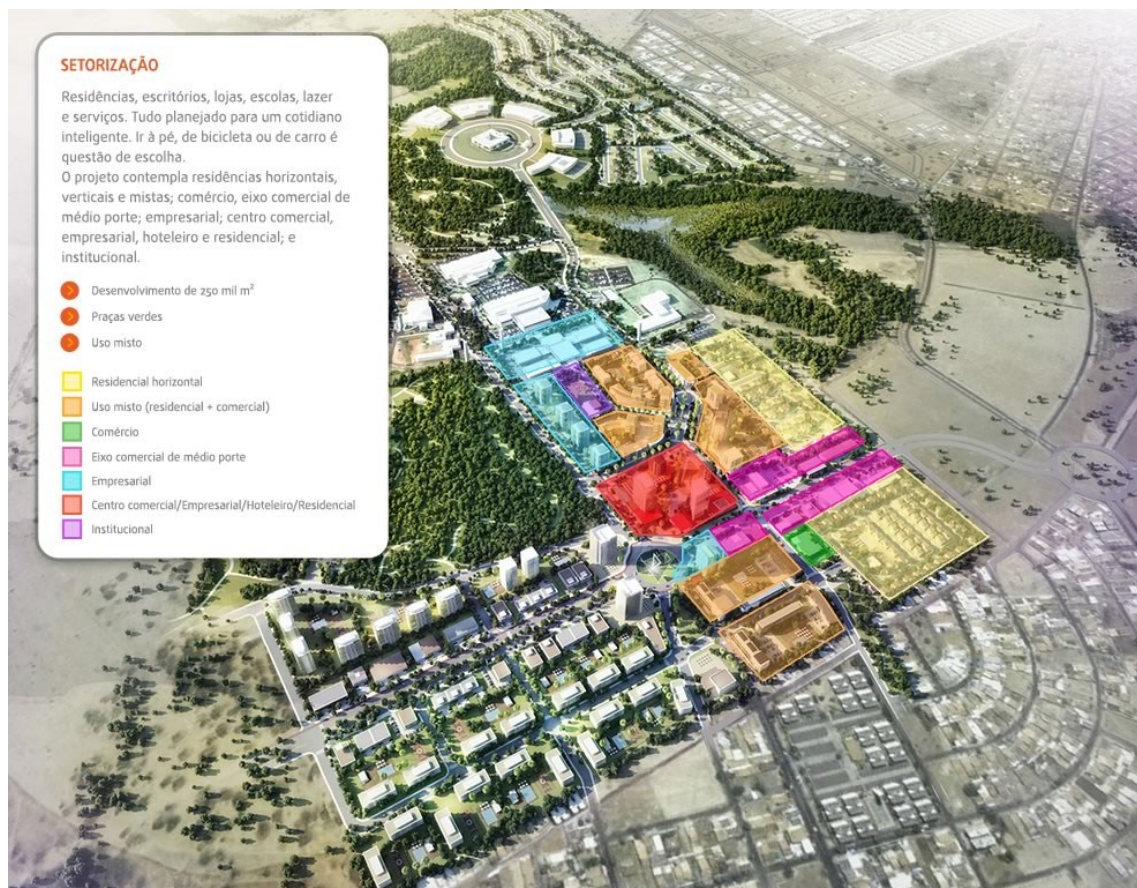 SETORIZAÇÃO
Residências, escritórios, lojas, escolas, lazer
e serviços. Tudo planejado para um cotidiano
inteligente. Ir à pé, de bicicleta ou de carro é
questão de escolha.
O projeto contempla residências horizontais,
verticais e mistas; comércio, eixo comercial de
médio porte; empresarial; centro comercial,
empresarial, hoteleiro e residencial; e
institucional.
Desenvolvimento de 250 mil m²
Praças verdes
Uso misto
Residencial horizontal
Uso misto (residencial + comercial)
Comércio
Eixo comercial de médio porte
Empresarial
Centro comercial/Empresarial/Hoteleiro/Residencial
Institucional